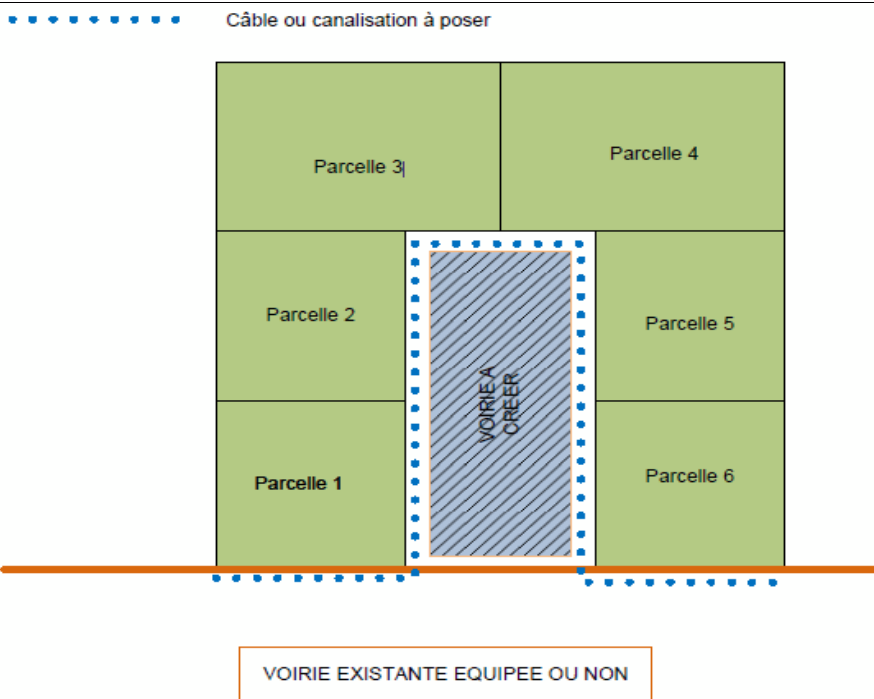 Câble ou canalisation à poser
Parcelle 3
Parcelle 4
Parcelle 2
Parcelle 5
VOIRIE A
CREER
Parcelle 1
Parcelle 6
VOIRIE EXISTANTE EQUIPEE OU NON